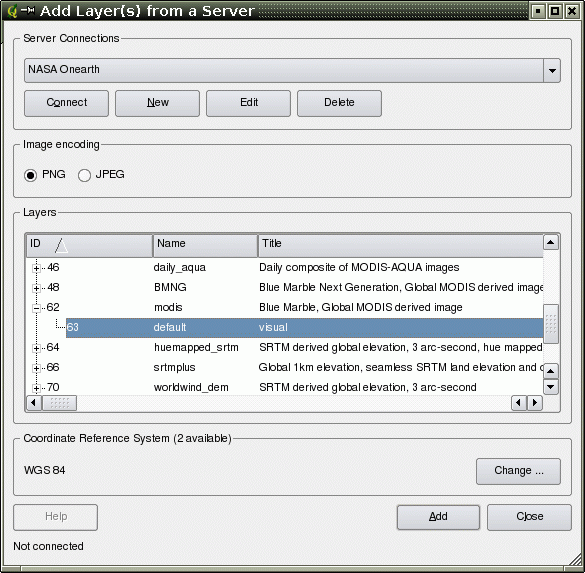 Add Layer(s) from a Server
Server Connections
NASA Onearth
Connect New Edit Delete
Image encoding
PNG JPEG
Layers
ID Name Title
46 daily_aqua Daily composite of MODIS-AQUA images
48 BMNG Blue Marble Next Generation, Global MODIS derived image
62 modis Blue Marble, Global MODIS derived image
63 default visual
64 huemapped_srtm SRTM derived global elevation, 3 arc-second, hue mapped
66 srtmplus Global 1km elevation, seamless SRTM land elevation and
70 worldwind_dem SRTM derived global elevation, 3 arc-second
Coordinate Reference System (2 available)
WGS 84
Change ...
Help Add Close
Not connected